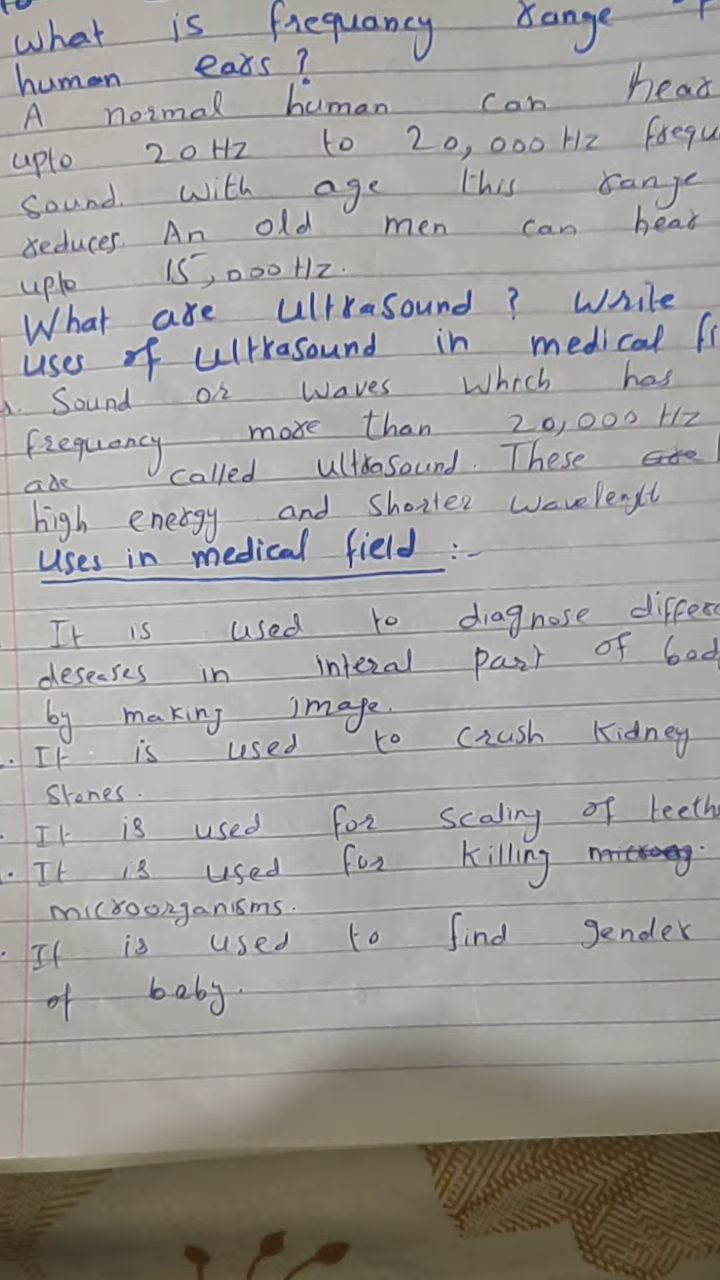 What is frequancy range
human ears ?
A normal human can hear
upto 20 Hz to 20,000 Hz frequ
Sound. With age this range
reduces. An old men can hear
upto 15,000 Hz.
What are ultrasound ? Write
uses of ultrasound in medical fi
Sound or waves which has
frequancy more than 20,000 Hz
are called ultrasound. These are
high energy and shorter wavelenght
Uses in medical field :-
It is used to diagnose differe
deseases in interal part of bod
by making image.
It is used to crush kidney
stones.
It is used for scaling of teeth
It is used for killing
microorganisms.
It is used to find gender
of baby.